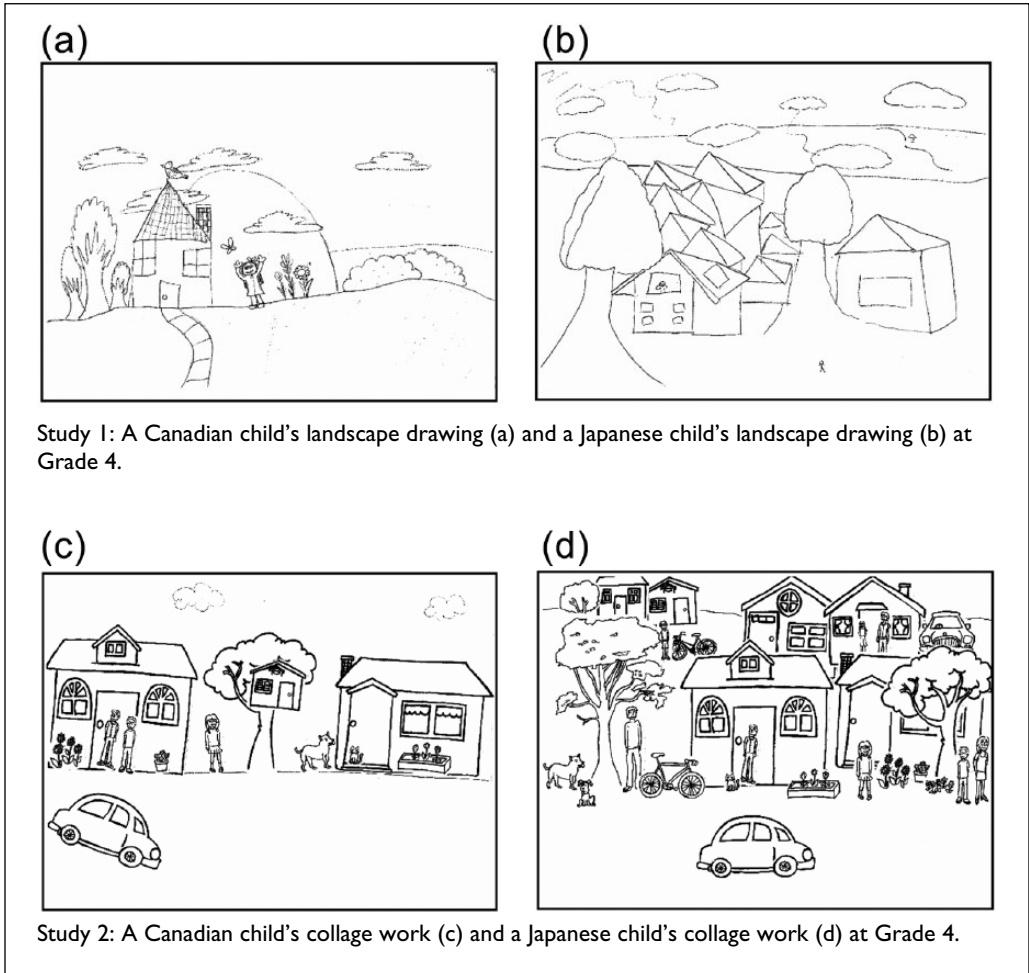 (a)
(b)
Study 1: A Canadian child's landscape drawing (a) and a Japanese child's landscape drawing (b) at
Grade 4.
(c)
(d)
Study 2: A Canadian child's collage work (c) and a Japanese child's collage work (d) at Grade 4.